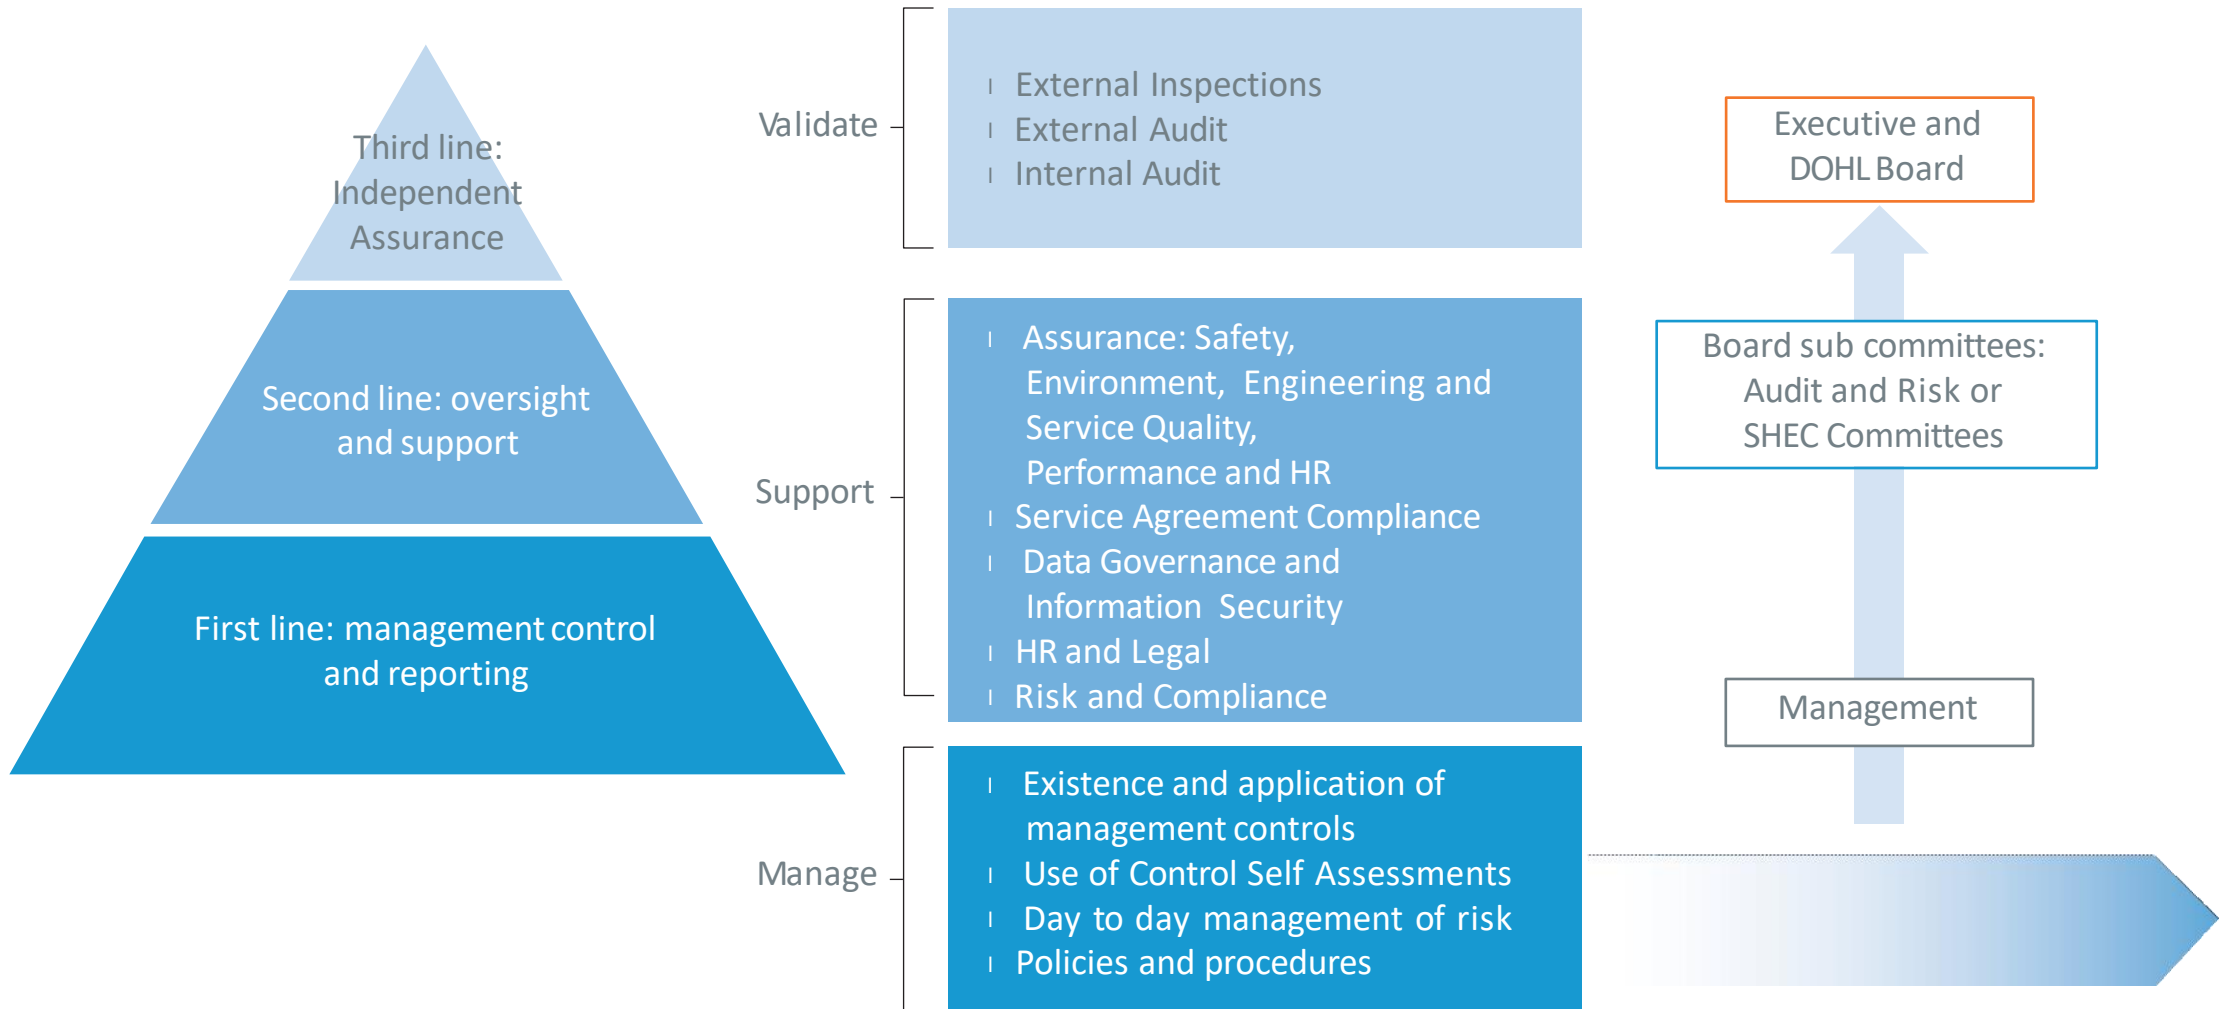 Third line:
Independent
Assurance
Second line: oversight
and support
First line: management control
and reporting
Validate
External Inspections
External Audit
Internal Audit
Support
Assurance: Safety,
Environment, Engineering and
Service Quality,
Performance and HR
Service Agreement Compliance
Data Governance and
Information Security
HR and Legal
Risk and Compliance
Manage
Existence and application of
management controls
Use of Control Self Assessments
Day to day management of risk
Policies and procedures
Executive and
DOHL Board
Board sub committees:
Audit and Risk or
SHEC Committees
Management